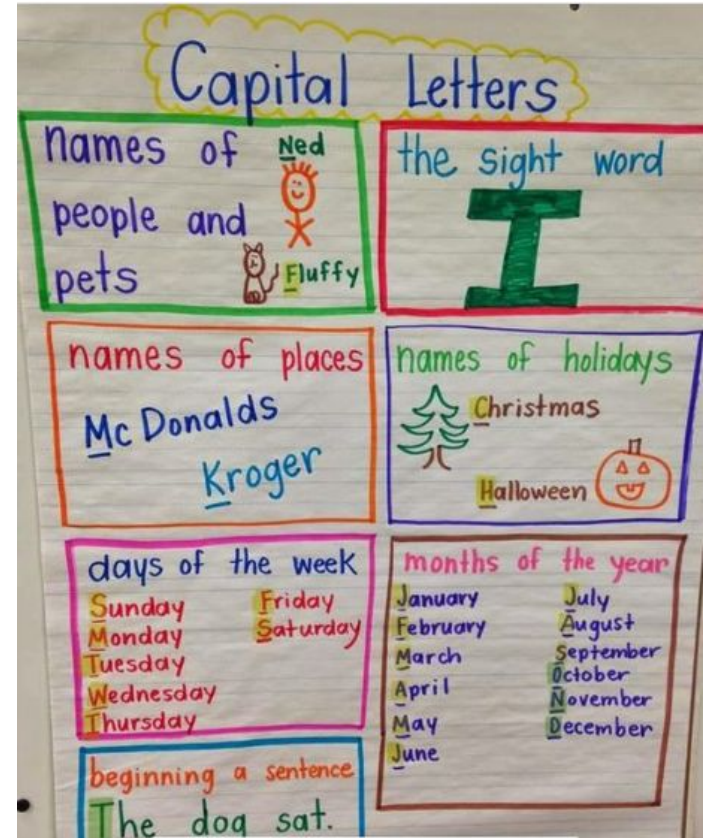 Capital Letters
names of Ned
people and
pets Fluffy
the sight word
I
names of places
McDonalds
Kroger
names of holidays
Christmas
Halloween
days of the week
Sunday Friday
Monday Saturday
Tuesday
Wednesday
Thursday
months of the year
January July
February August
March September
April October
May November
June December
beginning a sentence
The dog sat.